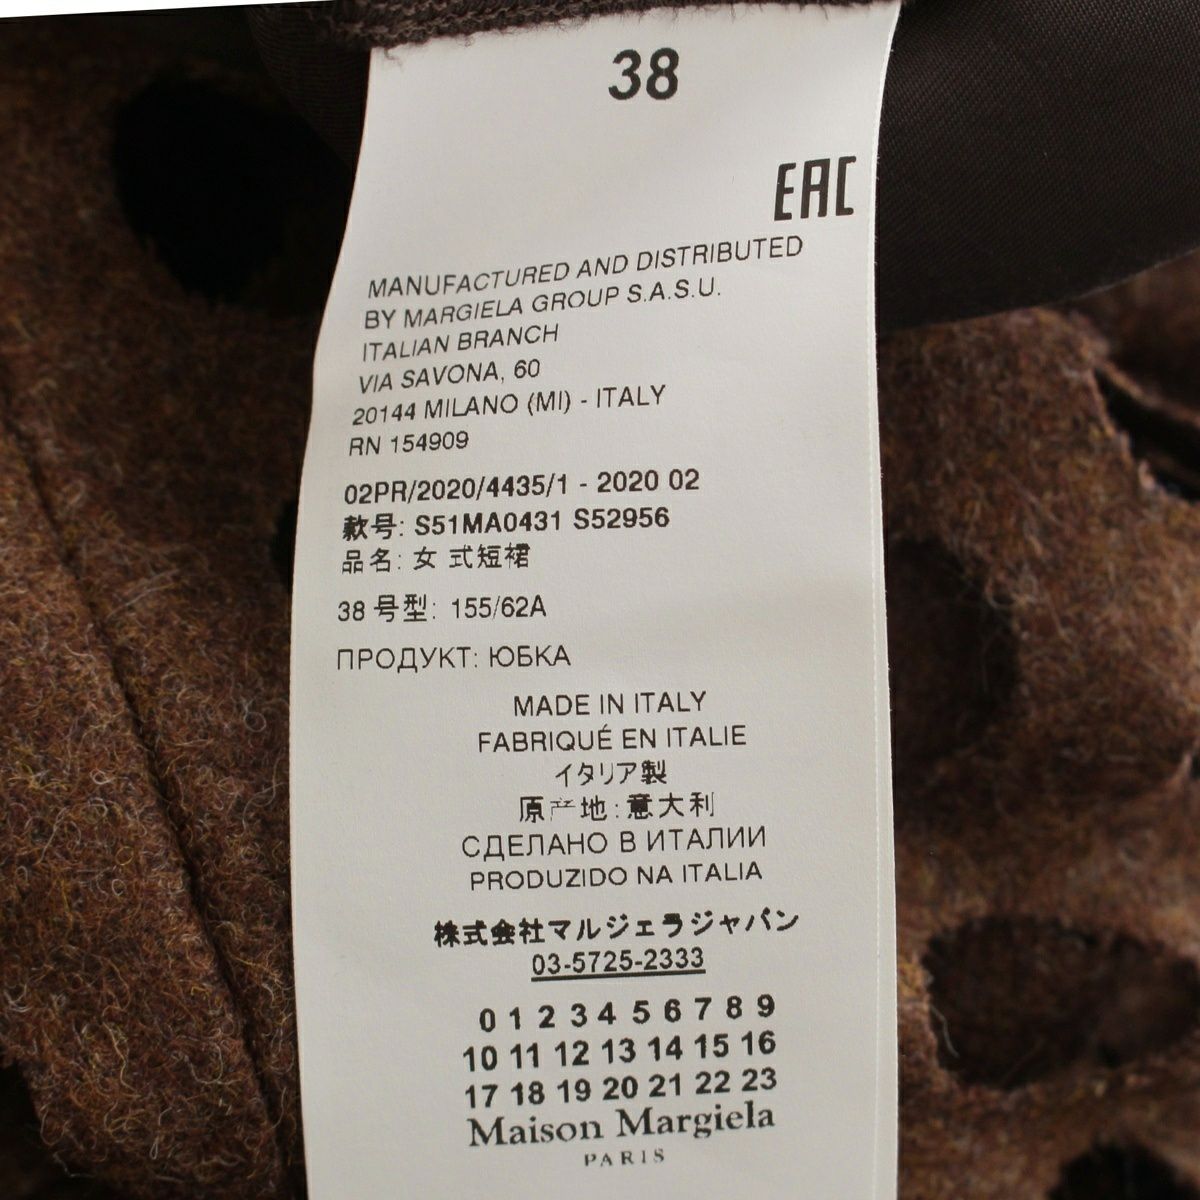 38
EAC
MANUFACTURED AND DISTRIBUTED
BY MARGIELA GROUP S.A.S.U.
ITALIAN BRANCH
VIA SAVONA, 60
20144 MILANO (MI) - ITALY
RN 154909
02PR/2020/4435/1 - 2020 02
款号: S51MA0431 S52956
品名: 女 式短裙
38 号型: 155/62A
ПРОДУКТ: ЮБКА
MADE IN ITALY
FABRIQUÉ EN ITALIE
イタリア製
原产地:意大利
СДЕЛАНО В ИТАЛИИ
PRODUZIDO NA ITALIA
株式会社マルジェラジャパン
03-5725-2333
0 1 2 3 4 5 6 7 8 9
10 11 12 13 14 15 16
17 18 19 20 21 22 23
Maison Margiela
PARIS